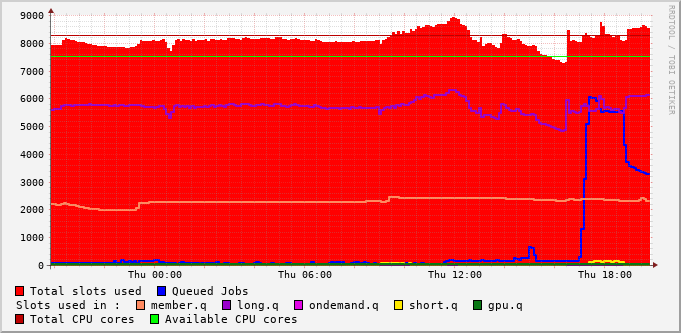 RRDTOOL / TOBI OETIKER
9000
8000
7000
6000
5000
4000
3000
2000
1000
0
Thu 00:00 Thu 06:00 Thu 12:00 Thu 18:00
Total slots used Queued Jobs
Slots used in : member.q long.q ondemand.q short.q gpu.q
Total CPU cores Available CPU cores